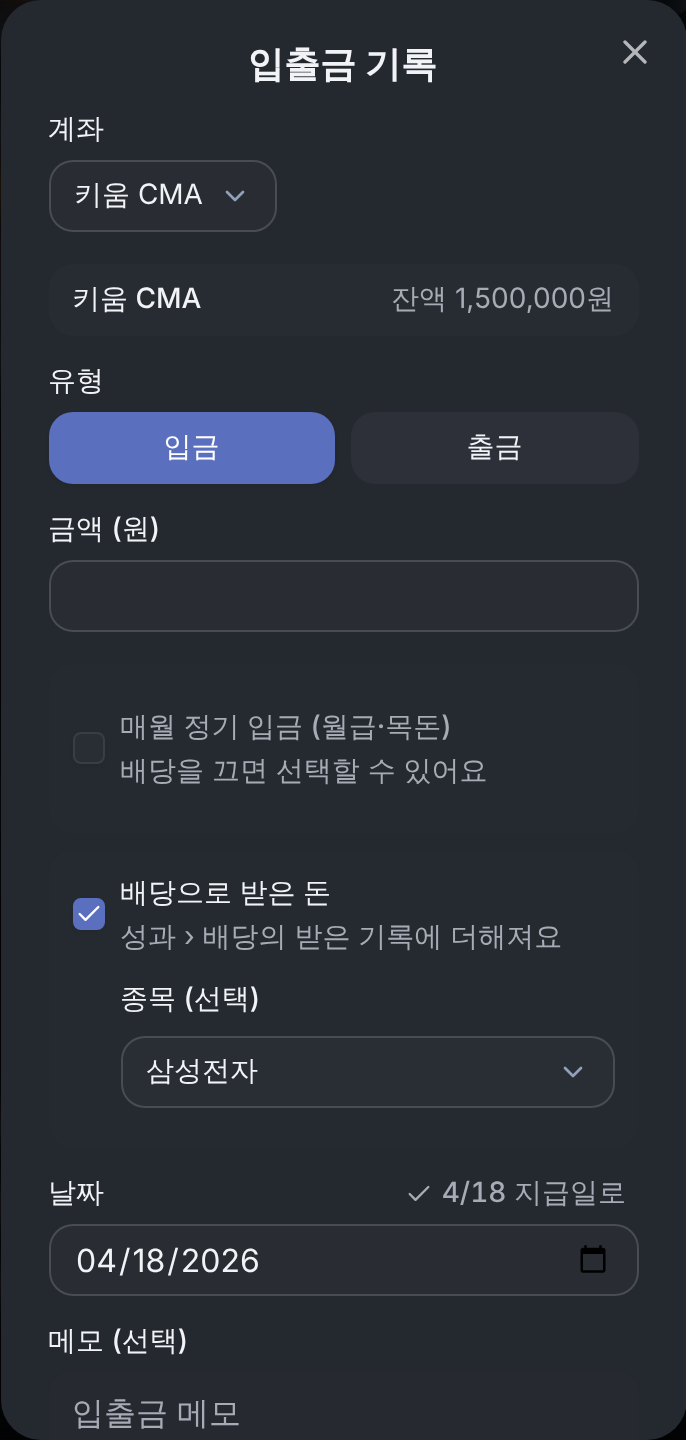 입출금 기록
계좌
키움 CMA
키움 CMA 잔액 1,500,000원
유형
입금 출금
금액 (원)
매월 정기 입금 (월급·목돈)
배당을 끄면 선택할 수 있어요
배당으로 받은 돈
성과 › 배당의 받은 기록에 더해져요
종목 (선택)
삼성전자
날짜 ✓ 4/18 지급일로
04/18/2026
메모 (선택)
입출금 메모